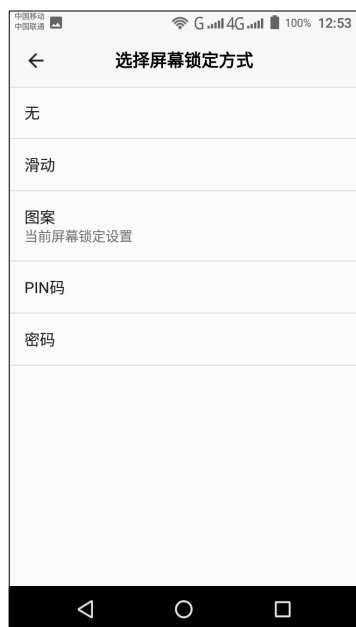 中国移动
中国联通
G 4G 100% 12:53
选择屏幕锁定方式
无
滑动
图案
当前屏幕锁定设置
PIN码
密码